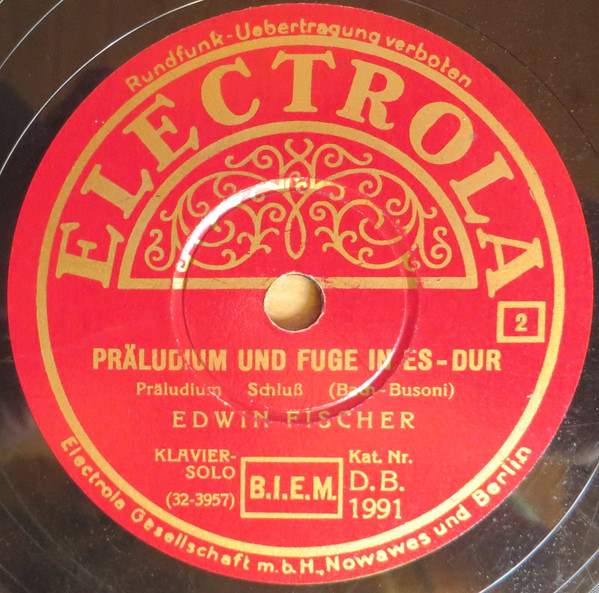 Rundfunk-Uebertragung verboten
ELECTROLA
2
PRÄLUDIUM UND FUGE IN ES-DUR
Präludium Schluß (Bach-Busoni)
EDWIN FISCHER
KLAVIER-
SOLO
(32-3957)
B.I.E.M.
Kat. Nr.
D.B.
1991
Electrola Gesellschaft m.b.H., Nowawes und Berlin